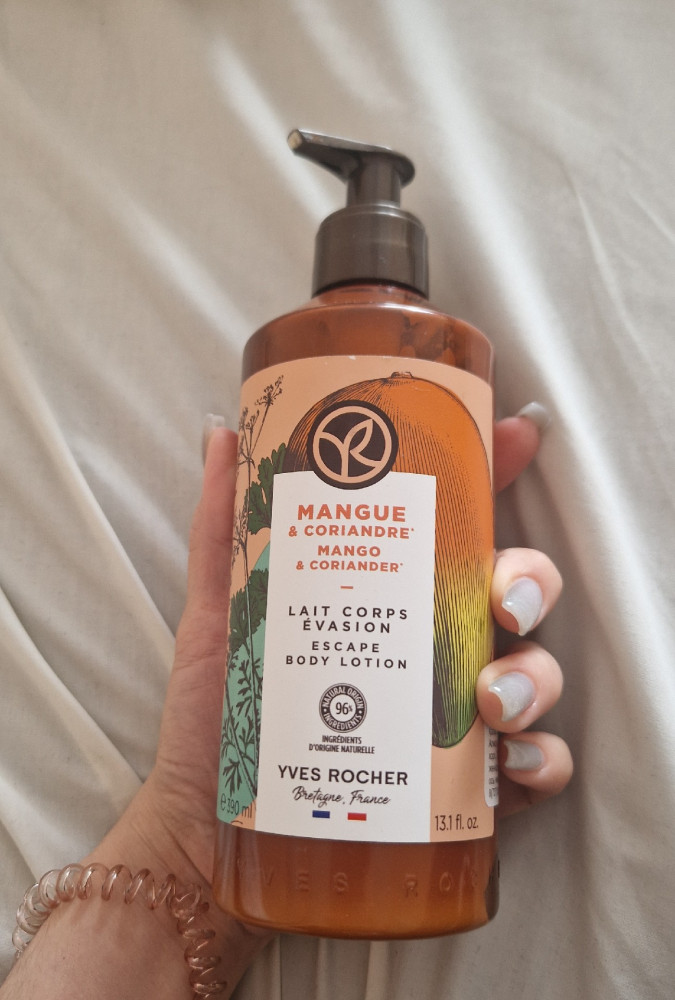 MANGUE
& CORIANDRE*
MANGO
& CORIANDER*
LAIT CORPS
ÉVASION
ESCAPE
BODY LOTION
NATURAL ORIGIN
96%
INGREDIENTS
INGRÉDIENTS
D'ORIGINE NATURELLE
YVES ROCHER
Bretagne, France
e 390 ml
13.1 fl. oz.
YVES RO